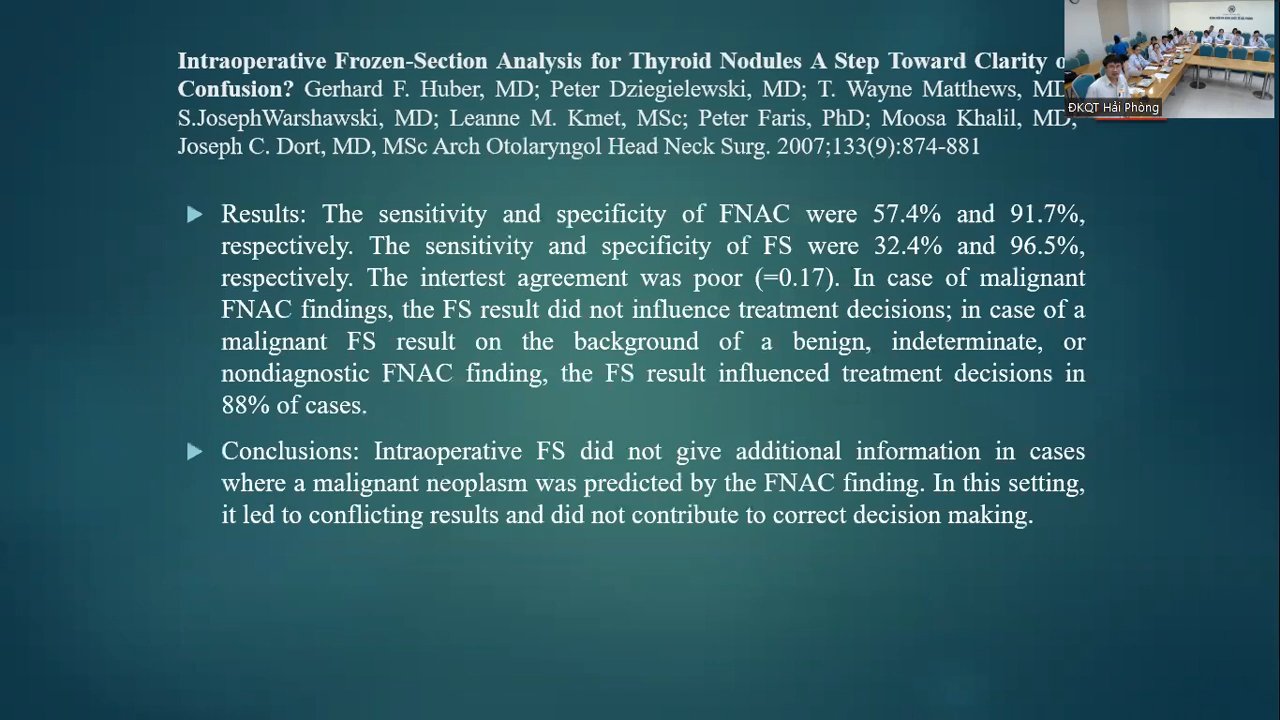 Intraoperative Frozen-Section Analysis for Thyroid Nodules A Step Toward Clarity o
Confusion? Gerhard F. Huber, MD; Peter Dziegielewski, MD; T. Wayne Matthews, MD
S.JosephWarshawski, MD; Leanne M. Kmet, MSc; Peter Faris, PhD; Moosa Khalil, MD,
Joseph C. Dort, MD, MSc Arch Otolaryngol Head Neck Surg. 2007;133(9):874-881
ĐKQT Hải Phòng
Results: The sensitivity and specificity of FNAC were 57.4% and 91.7%,
respectively. The sensitivity and specificity of FS were 32.4% and 96.5%,
respectively. The intertest agreement was poor (=0.17). In case of malignant
FNAC findings, the FS result did not influence treatment decisions; in case of a
malignant FS result on the background of a benign, indeterminate, or
nondiagnostic FNAC finding, the FS result influenced treatment decisions in
88% of cases.
Conclusions: Intraoperative FS did not give additional information in cases
where a malignant neoplasm was predicted by the FNAC finding. In this setting,
it led to conflicting results and did not contribute to correct decision making.